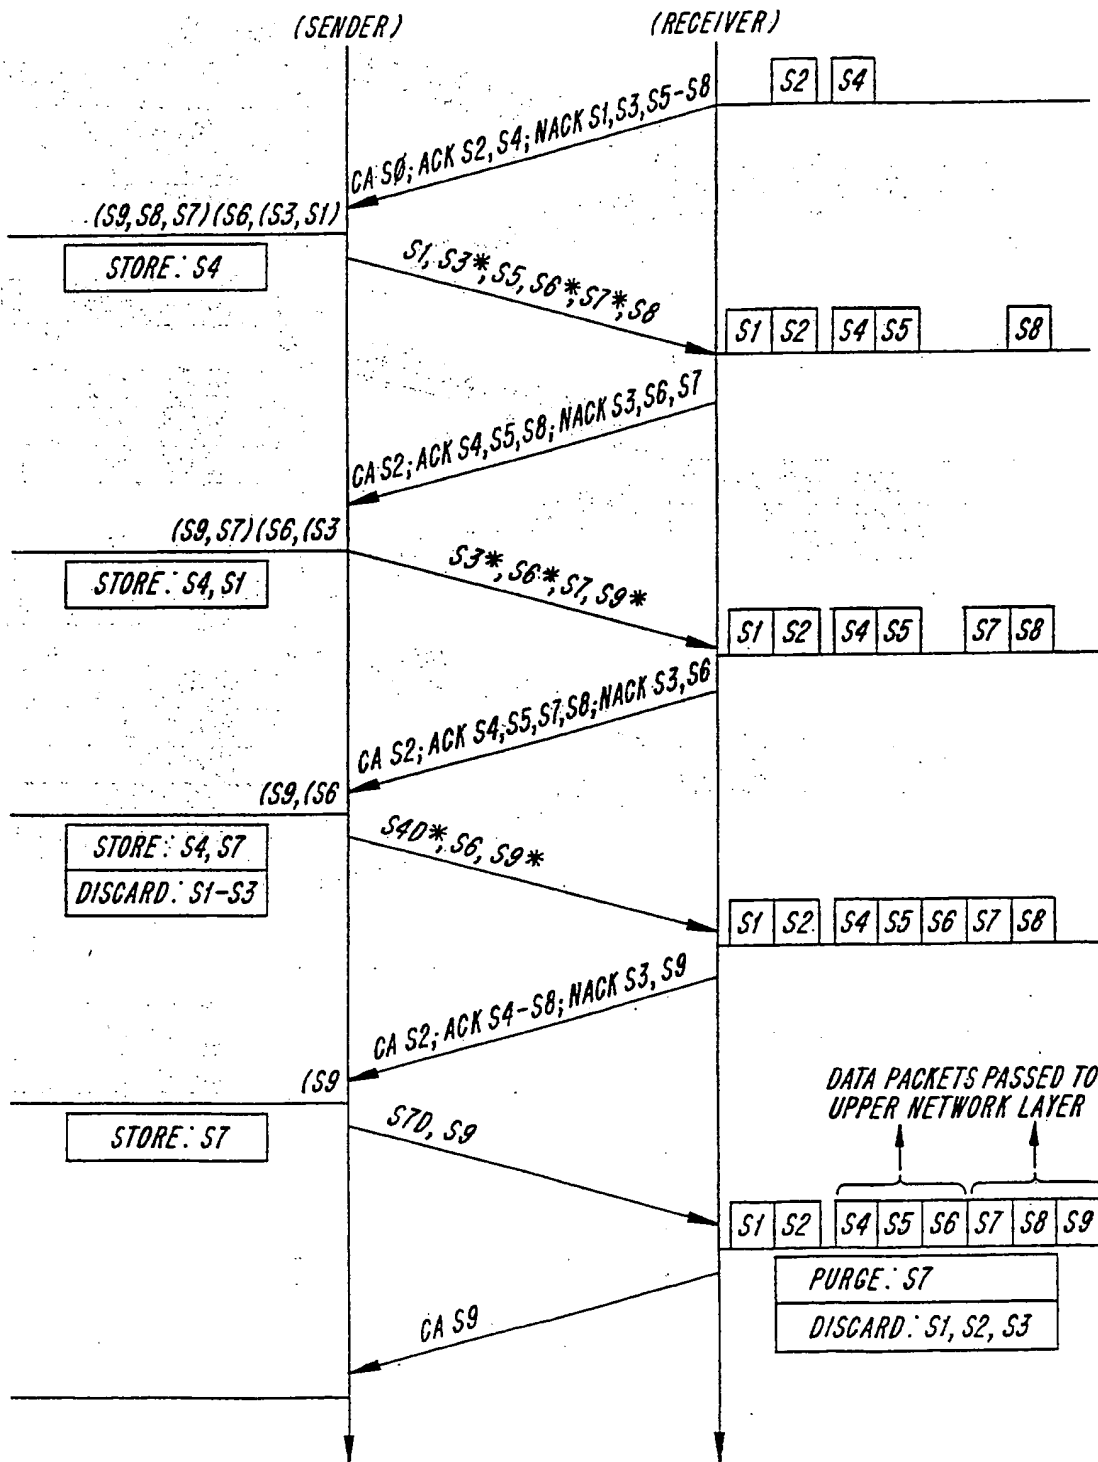 (SENDER)
(RECEIVER)
S2 S4
CA SØ; ACK S2, S4; NACK S1, S3, S5-S8
(S9, S8, S7) (S6, (S3, S1)
STORE: S4
S1, S3*, S5, S6*, S7*, S8
S1 S2 S4 S5 S8
CA S2; ACK S4, S5, S8; NACK S3, S6, S7
(S9, S7) (S6, (S3
STORE: S4, S1
S3*, S6*, S7, S9*
S1 S2 S4 S5 S7 S8
CA S2; ACK S4, S5, S7, S8; NACK S3, S6
(S9, (S6
STORE: S4, S7
DISCARD: S1-S3
S4D*, S6, S9*
S1 S2 S4 S5 S6 S7 S8
CA S2; ACK S4-S8; NACK S3, S9
(S9
STORE: S7
S7D, S9
DATA PACKETS PASSED TO
UPPER NETWORK LAYER
S1 S2 S4 S5 S6 S7 S8 S9
PURGE: S7
DISCARD: S1, S2, S3
CA S9